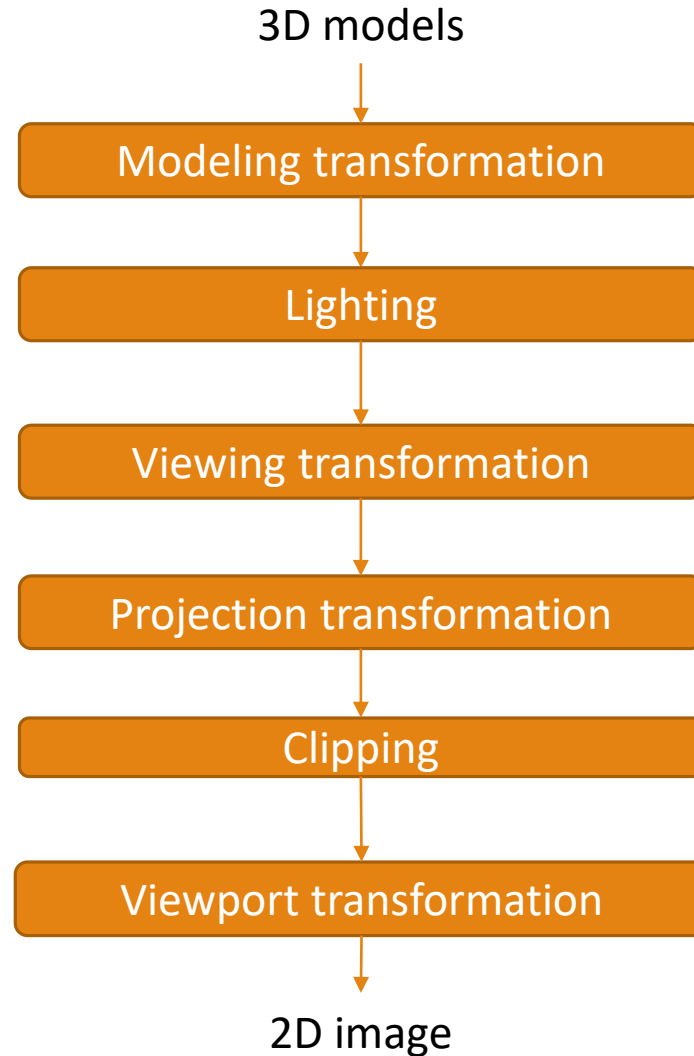 3D models
Modeling transformation
Lighting
Viewing transformation
Projection transformation
Clipping
Viewport transformation
2D image